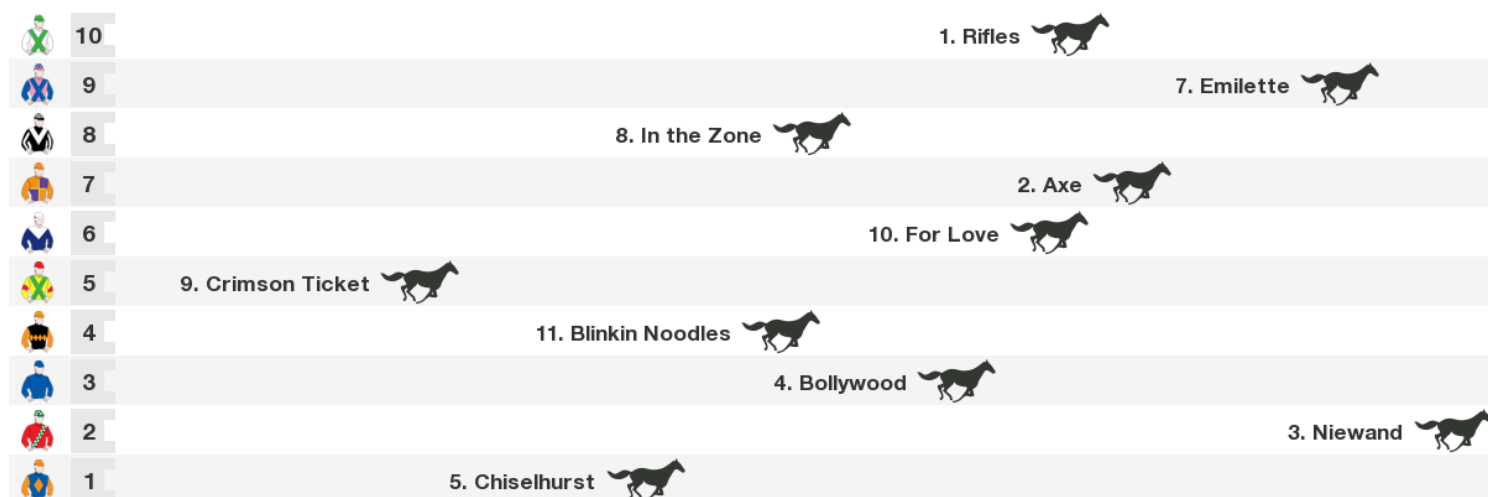 10 1. Rifles
9 7. Emilette
8 8. In the Zone
7 2. Axe
6 10. For Love
5 9. Crimson Ticket
4 11. Blinkin Noodles
3 4. Bollywood
2 3. Niewand
1 5. Chiselhurst